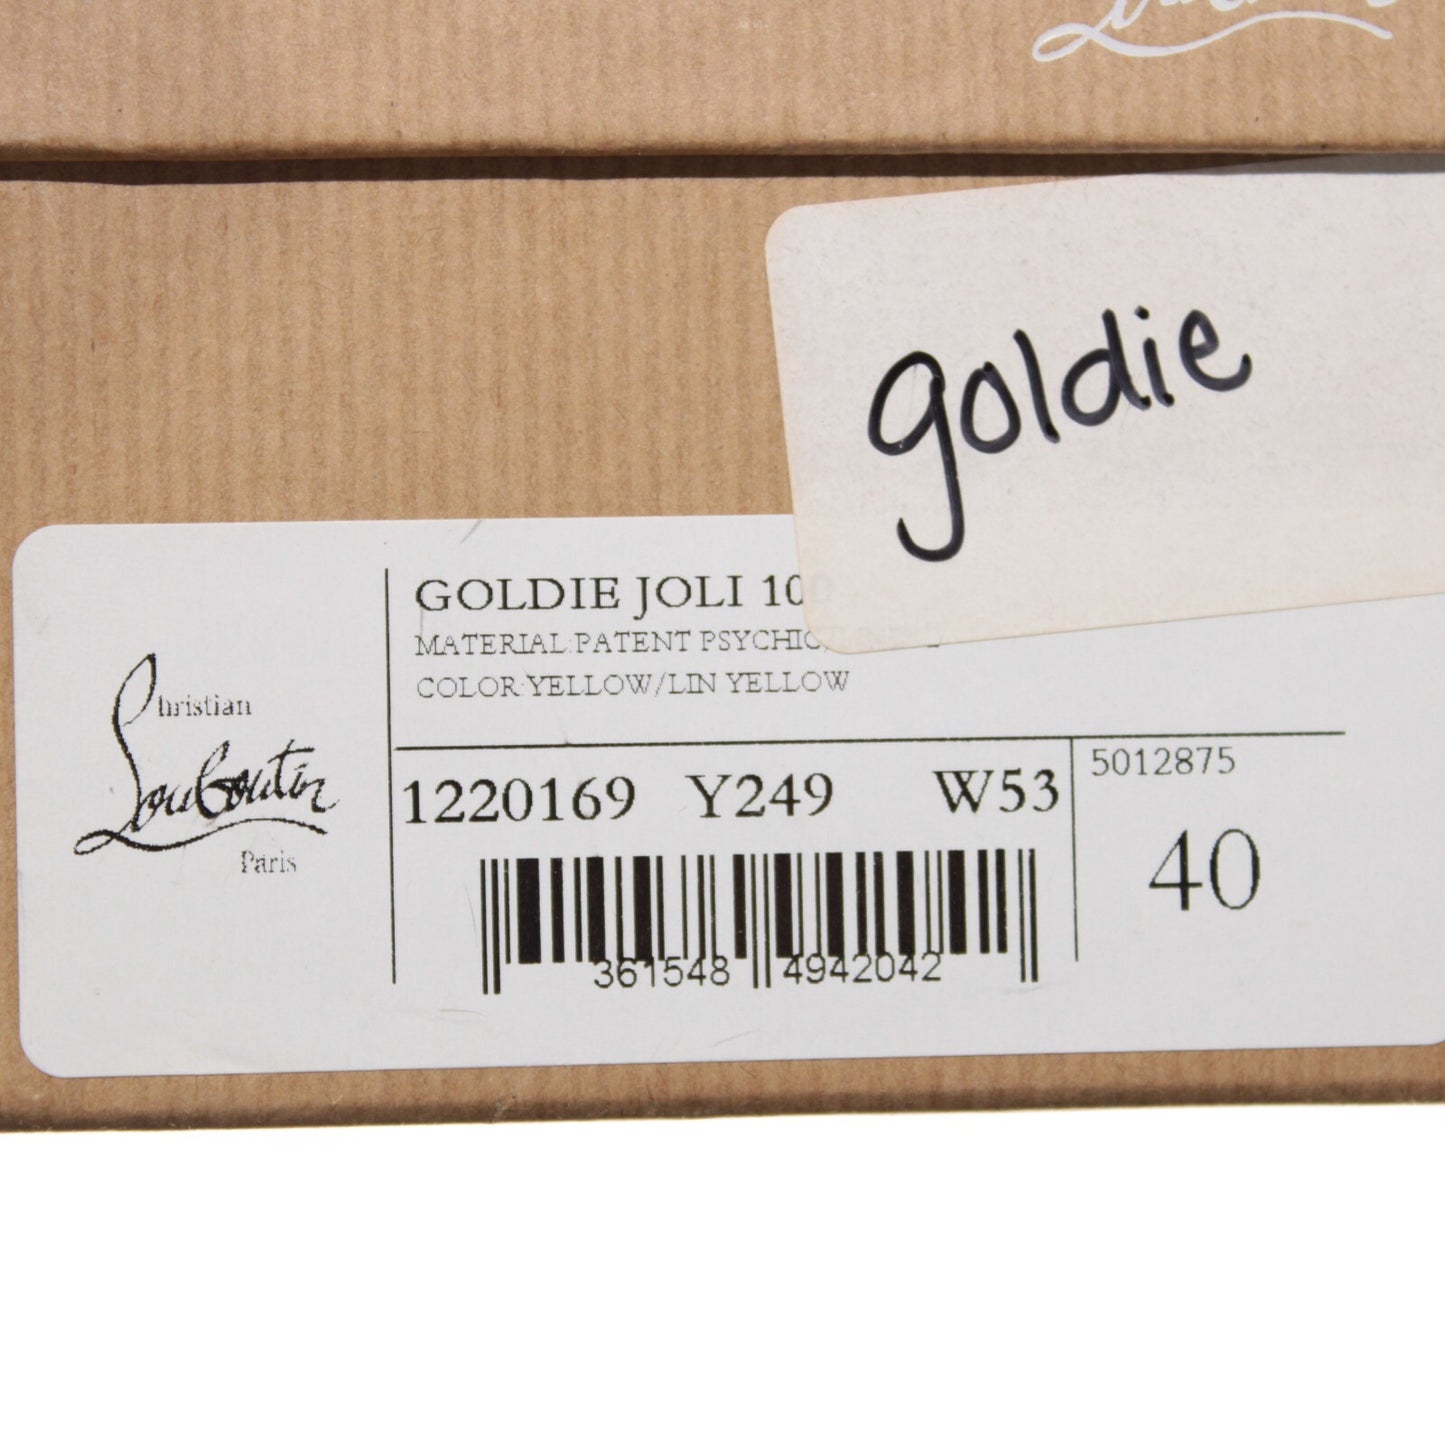 goldie
GOLDIE JOLI 100
MATERIAL:PATENT PSYCHIC
COLOR:YELLOW/LIN YELLOW
Christian
Louboutin
Paris
1220169 Y249 W53
5012875
40
361548 4942042